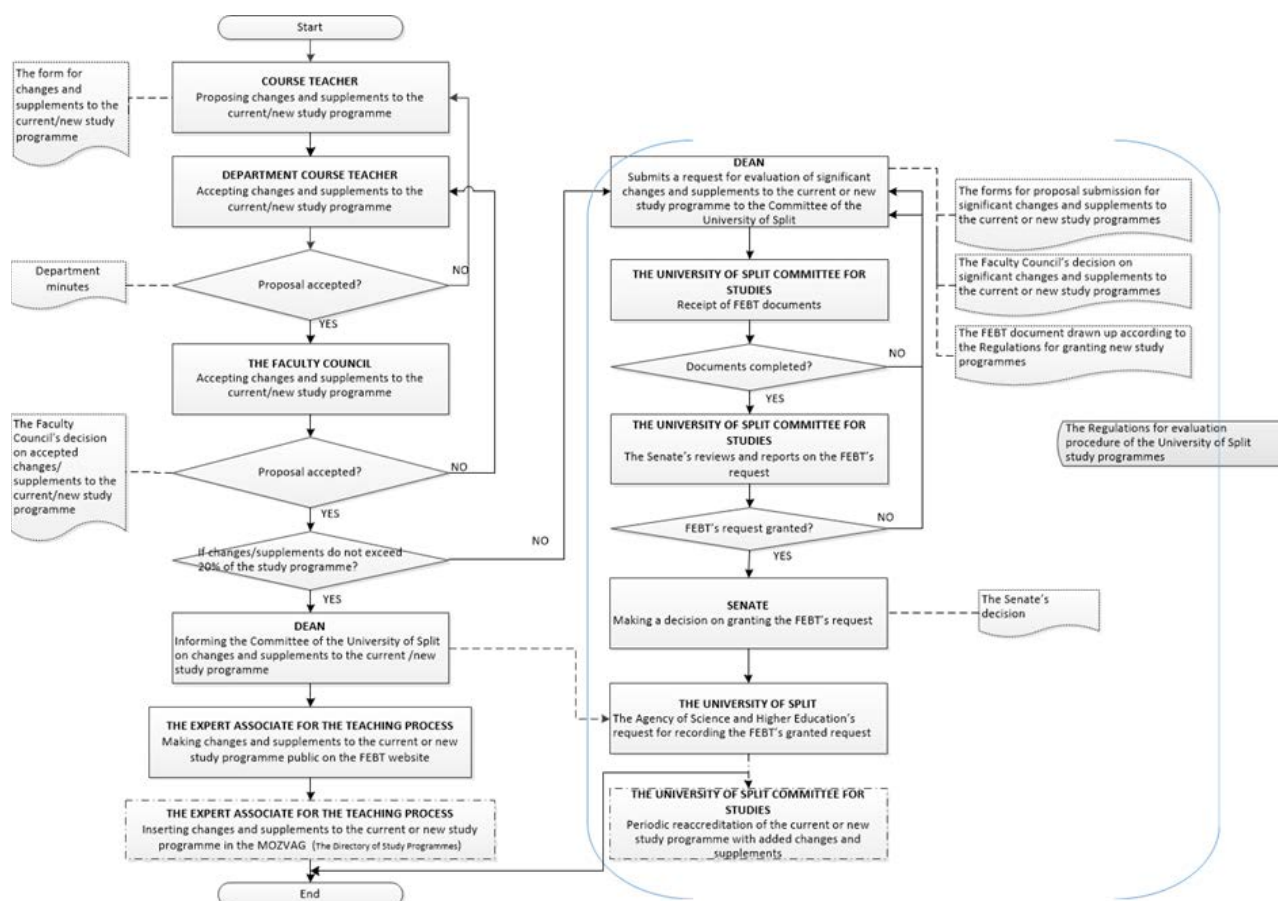 Start
The form for
changes and
supplements to the
current/new study
programme
COURSE TEACHER
Proposing changes and supplements to the
current/new study programme
DEPARTMENT COURSE TEACHER
Accepting changes and supplements to the
current/new study programme
Department
minutes
Proposal accepted?
NO
YES
THE FACULTY COUNCIL
Accepting changes and supplements to the
current/new study programme
The Faculty
Council's decision
on accepted
changes/
supplements to the
current/new study
programme
Proposal accepted?
NO
YES
If changes/supplements do not exceed
20% of the study programme?
NO
YES
DEAN
Informing the Committee of the University of Split
on changes and supplements to the current /new
study programme
THE EXPERT ASSOCIATE FOR THE TEACHING PROCESS
Making changes and supplements to the current or new
study programme public on the FEBT website
THE EXPERT ASSOCIATE FOR THE TEACHING PROCESS
Inserting changes and supplements to the current or new study
programme in the MOZVAG (The Directory of Study Programmes)
End
DEAN
Submits a request for evaluation of significant
changes and supplements to the current or new
study programme to the Committee of the
University of Split
The forms for proposal submission for
significant changes and supplements to
the current or new study programmes
The Faculty Council's decision on
significant changes and supplements to
the current or new study programmes
The FEBT document drawn up according to
the Regulations for granting new study
programmes
THE UNIVERSITY OF SPLIT COMMITTEE FOR
STUDIES
Receipt of FEBT documents
Documents completed?
NO
YES
THE UNIVERSITY OF SPLIT COMMITTEE FOR
STUDIES
The Senate's reviews and reports on the FEBT's
request
The Regulations for evaluation
procedure of the University of Split
study programmes
FEBT's request granted?
NO
YES
SENATE
Making a decision on granting the FEBT's request
The Senate's
decision
THE UNIVERSITY OF SPLIT
The Agency of Science and Higher Education's
request for recording the FEBT's granted request
THE UNIVERSITY OF SPLIT COMMITTEE FOR
STUDIES
Periodic reaccreditation of the current or new
study programme with added changes and
supplements